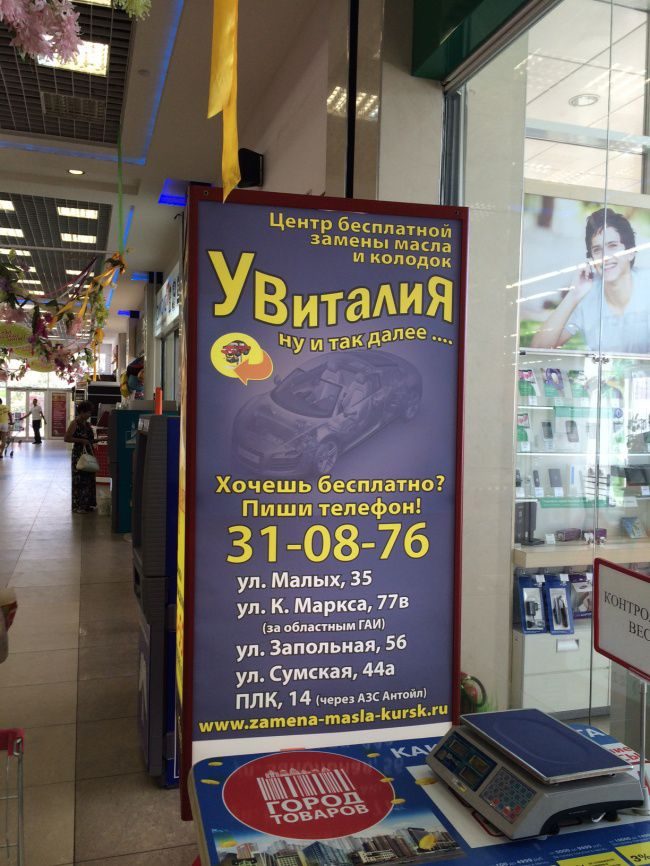 Центр бесплатной
замены масла
и колодок
УВиталиЯ
ну и так далее ....
Хочешь бесплатно?
Пиши телефон!
31-08-76
ул. Малых, 35
ул. К. Маркса, 77в
(за областным ГАИ)
ул. Запольная, 56
ул. Сумская, 44а
ПЛК, 14 (через АЗС Антойл)
www.zamena-masla-kursk.ru
ГОРОД
ТОВАРОВ